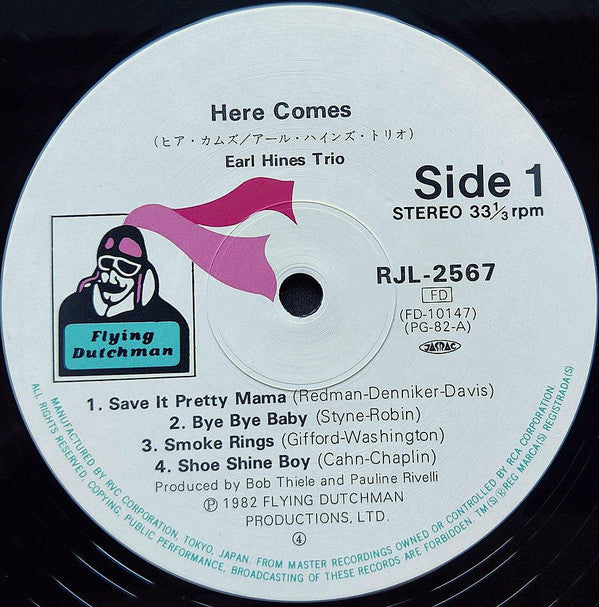 Here Comes
(ヒア・カムズ/アール・ハインズ・トリオ)
Earl Hines Trio
Side 1
STEREO 33⅓ rpm
RJL-2567
FD
(FD-10147)
(PG-82-A)
JASRAC
Flying
Dutchman
1. Save It Pretty Mama (Redman-Denniker-Davis)
2. Bye Bye Baby (Styne-Robin)
3. Smoke Rings (Gifford-Washington)
4. Shoe Shine Boy (Cahn-Chaplin)
Produced by Bob Thiele and Pauline Rivelli
Ⓟ 1982 FLYING DUTCHMAN
PRODUCTIONS, LTD.
④
MANUFACTURED BY RVC CORPORATION, TOKYO, JAPAN, FROM MASTER RECORDINGS OWNED OR CONTROLLED BY RCA CORPORATION.
ALL RIGHTS RESERVED. COPYING, PUBLIC PERFORMANCE, BROADCASTING OF THESE RECORDS ARE FORBIDDEN. TM(S)®REG MARCA(S) REGISTRADA(S)